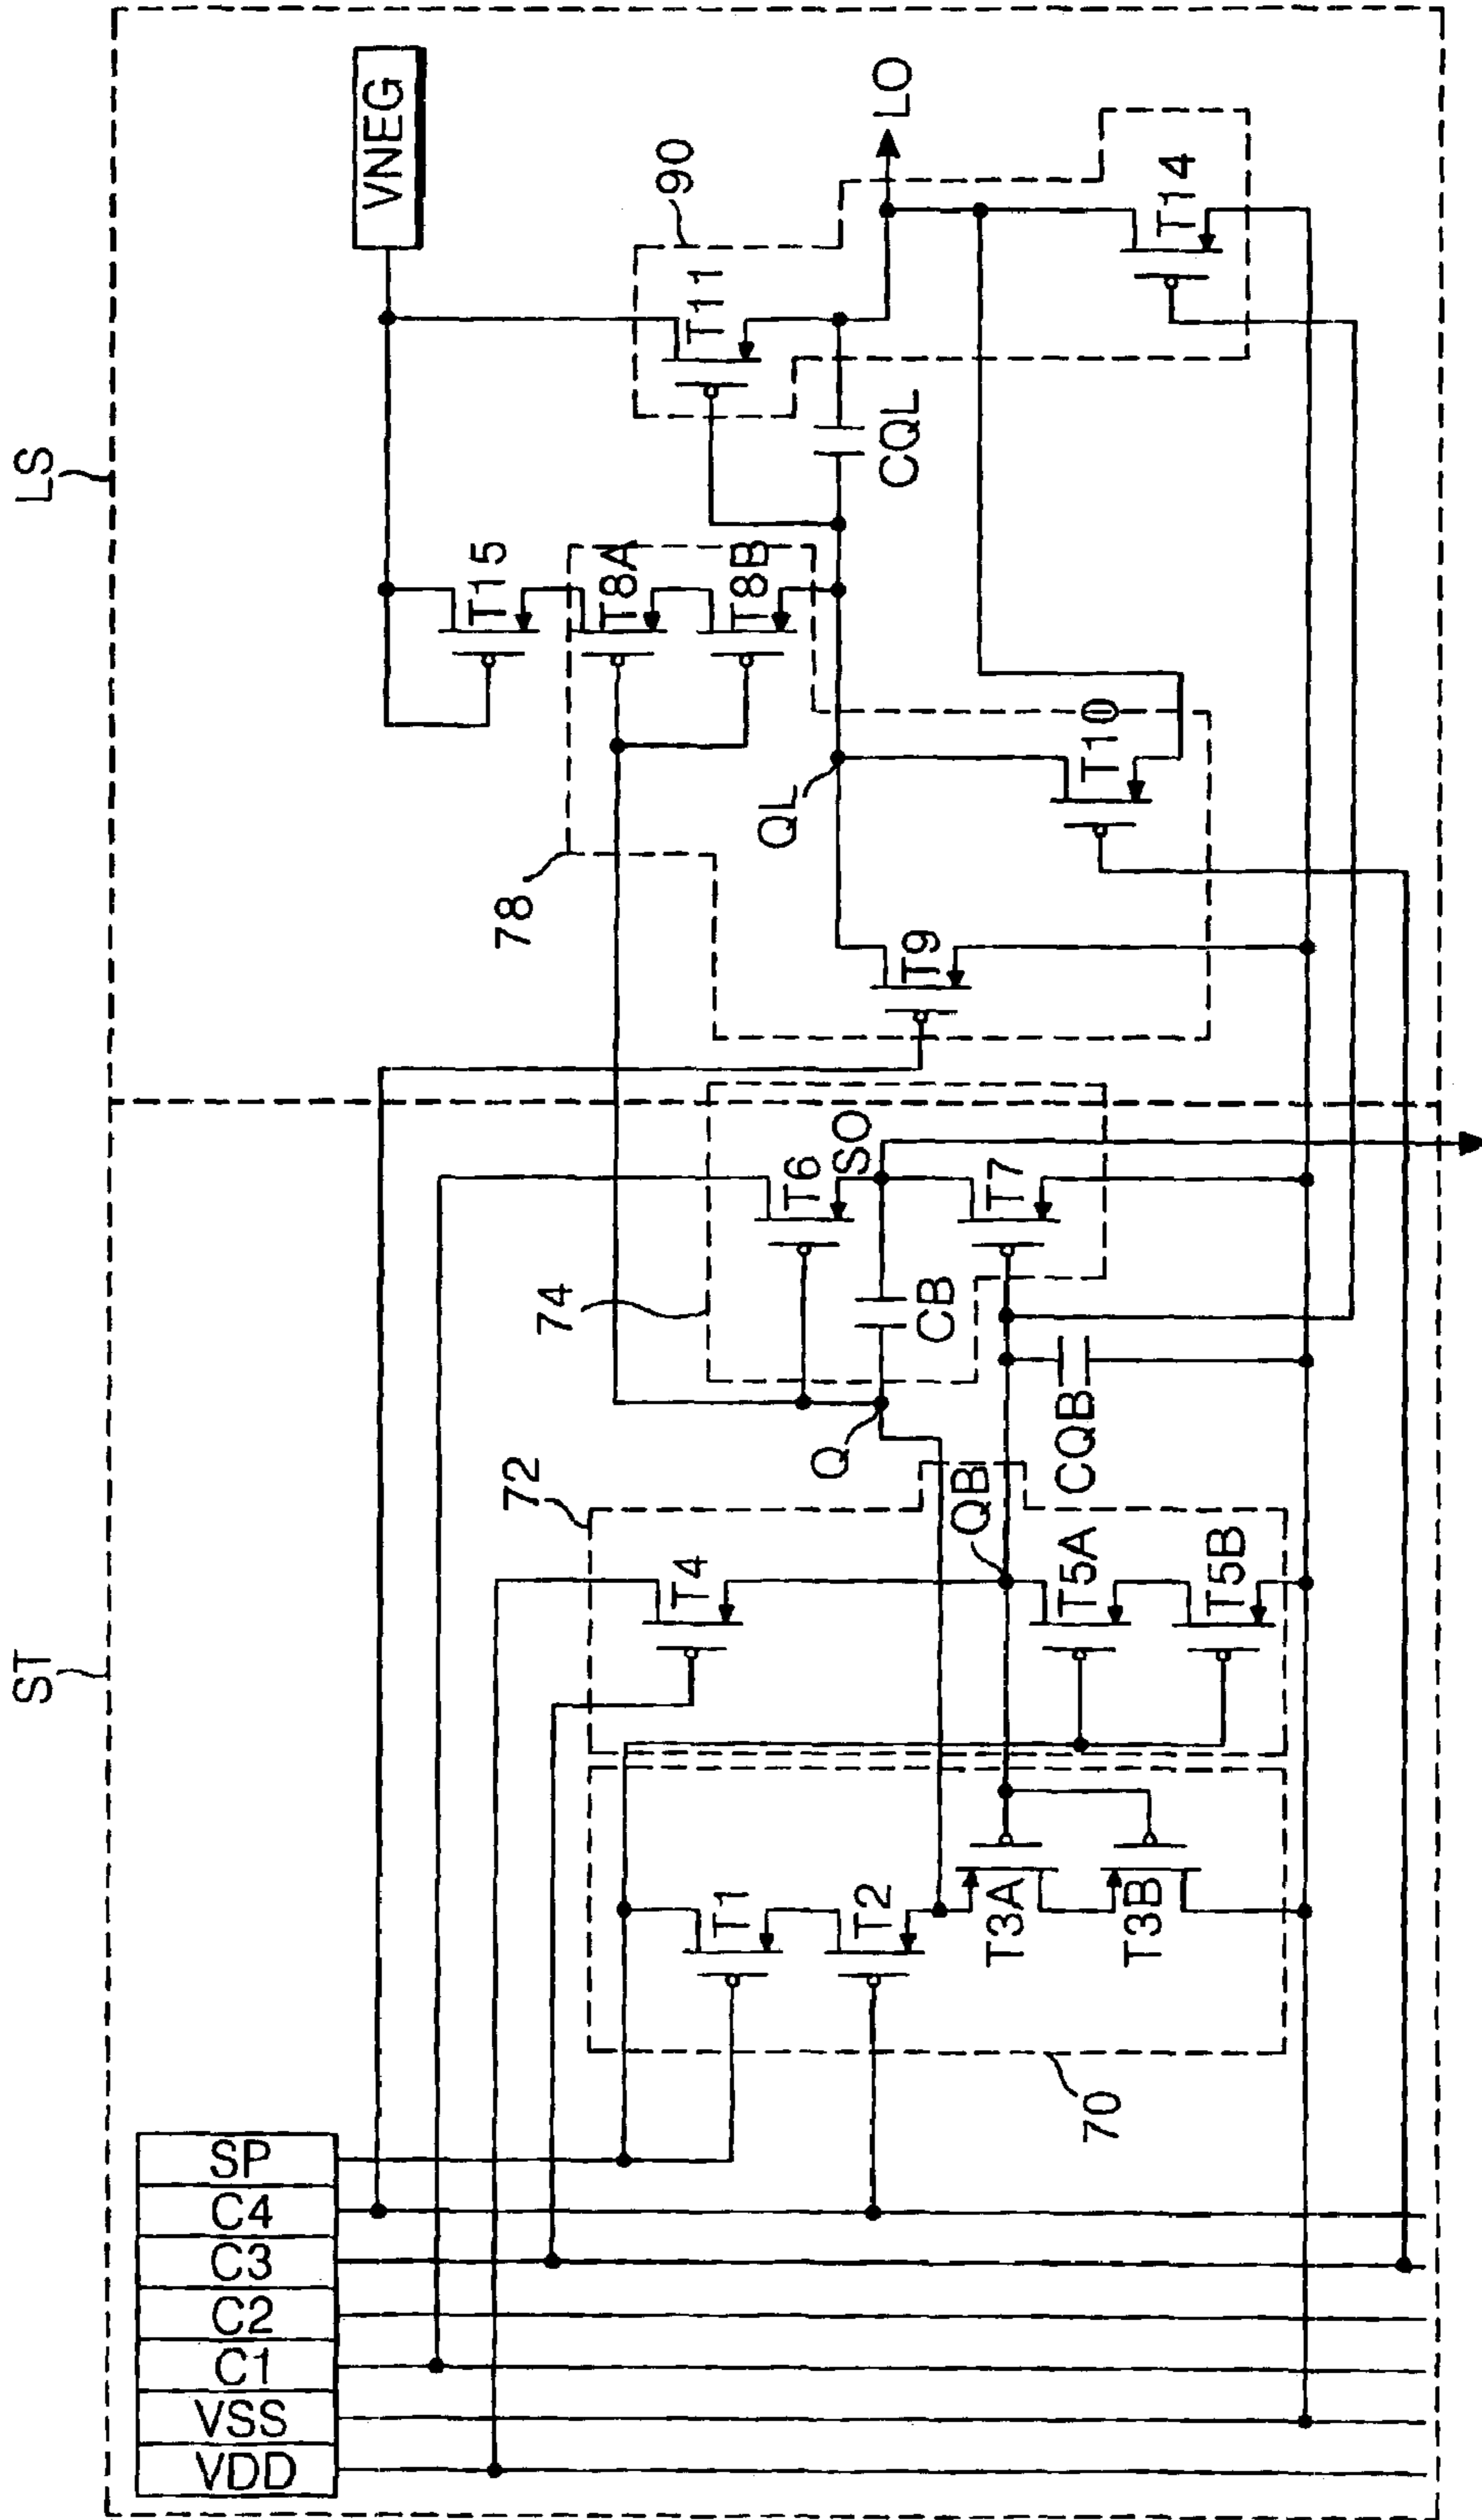 LS
ST
VNEG
LO
90
T11
T14
CQL
T15
T8A
T8B
T10
QL
78
T9
SO
T6
T7
74
CB
Q
CQB
72
QB
T4
T5A
T5B
T1
T2
T3A
T3B
70
SP
C4
C3
C2
C1
VSS
VDD